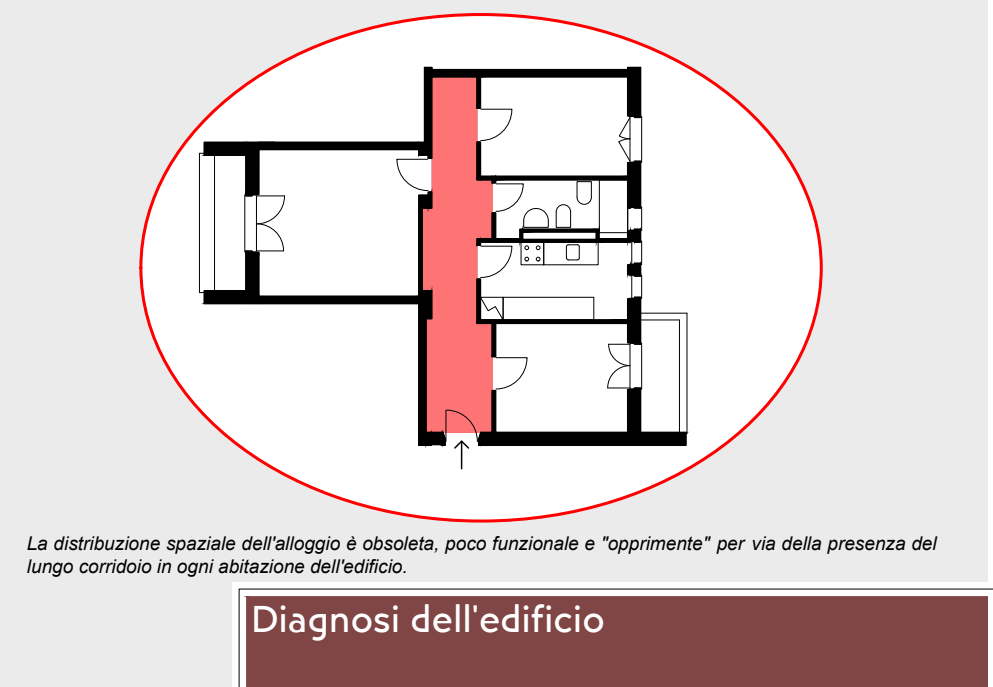 La distribuzione spaziale dell'alloggio è obsoleta, poco funzionale e "opprimente" per via della presenza del
lungo corridoio in ogni abitazione dell'edificio.
Diagnosi dell'edificio